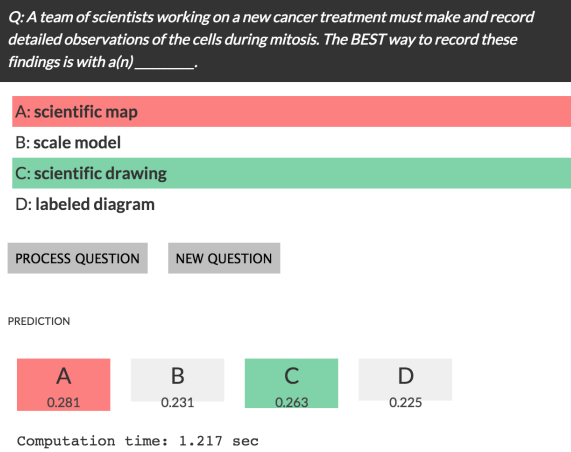 Q: A team of scientists working on a new cancer treatment must make and record
detailed observations of the cells during mitosis. The BEST way to record these
findings is with a(n) __________.
A: scientific map
B: scale model
C: scientific drawing
D: labeled diagram
PROCESS QUESTION NEW QUESTION
PREDICTION
A B C D
0.281 0.231 0.263 0.225
Computation time: 1.217 sec